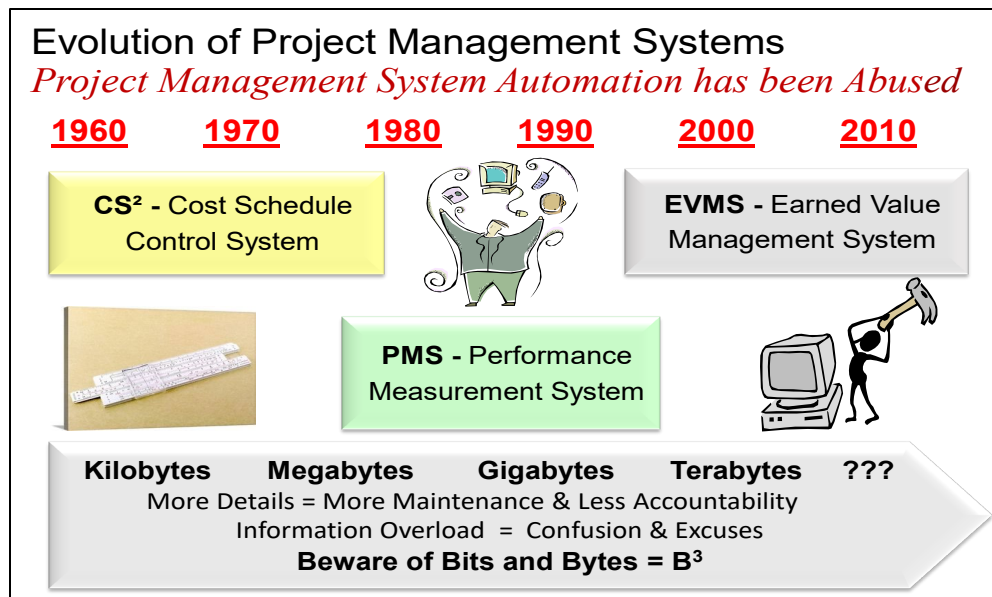 Evolution of Project Management Systems
Project Management System Automation has been Abused
1960 1970 1980 1990 2000 2010
CS² - Cost Schedule
Control System
EVMS - Earned Value
Management System
PMS - Performance
Measurement System
Kilobytes Megabytes Gigabytes Terabytes ???
More Details = More Maintenance & Less Accountability
Information Overload = Confusion & Excuses
Beware of Bits and Bytes = B³